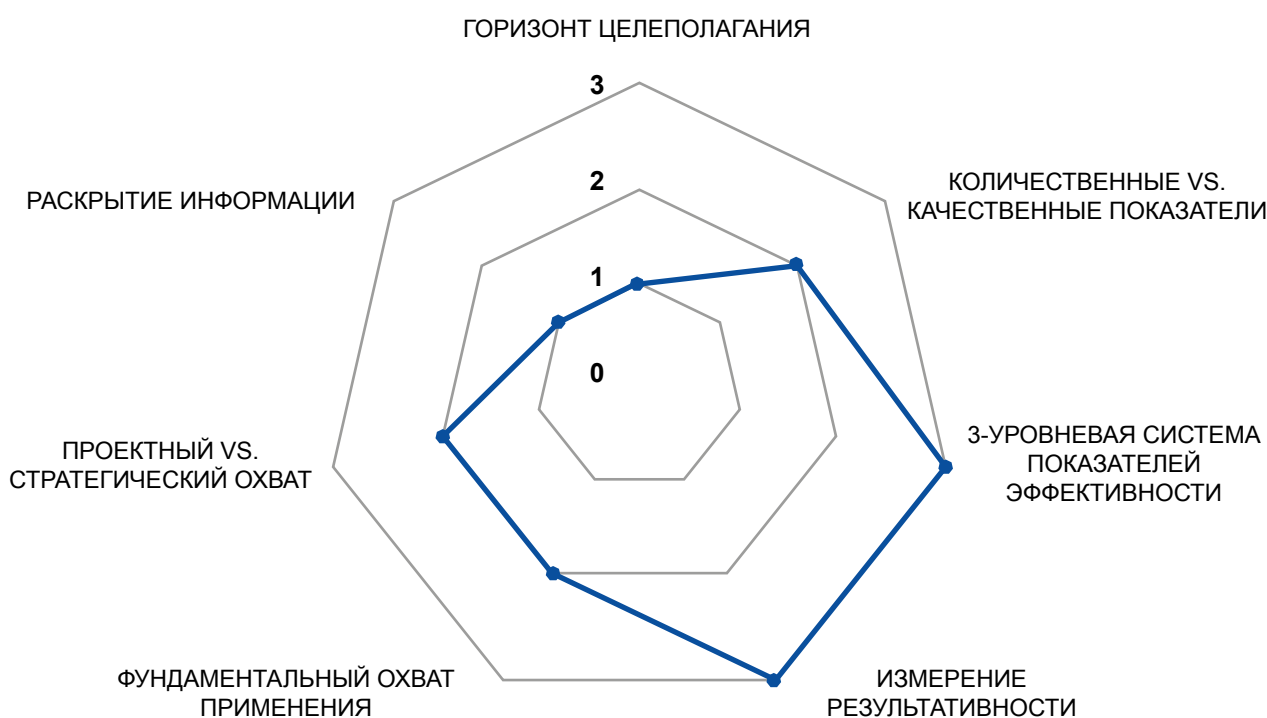 ГОРИЗОНТ ЦЕЛЕПОЛАГАНИЯ
3
2
1
0
КОЛИЧЕСТВЕННЫЕ VS.
КАЧЕСТВЕННЫЕ ПОКАЗАТЕЛИ
3-УРОВНЕВАЯ СИСТЕМА
ПОКАЗАТЕЛЕЙ
ЭФФЕКТИВНОСТИ
ИЗМЕРЕНИЕ
РЕЗУЛЬТАТИВНОСТИ
ФУНДАМЕНТАЛЬНЫЙ ОХВАТ
ПРИМЕНЕНИЯ
ПРОЕКТНЫЙ VS.
СТРАТЕГИЧЕСКИЙ ОХВАТ
РАСКРЫТИЕ ИНФОРМАЦИИ